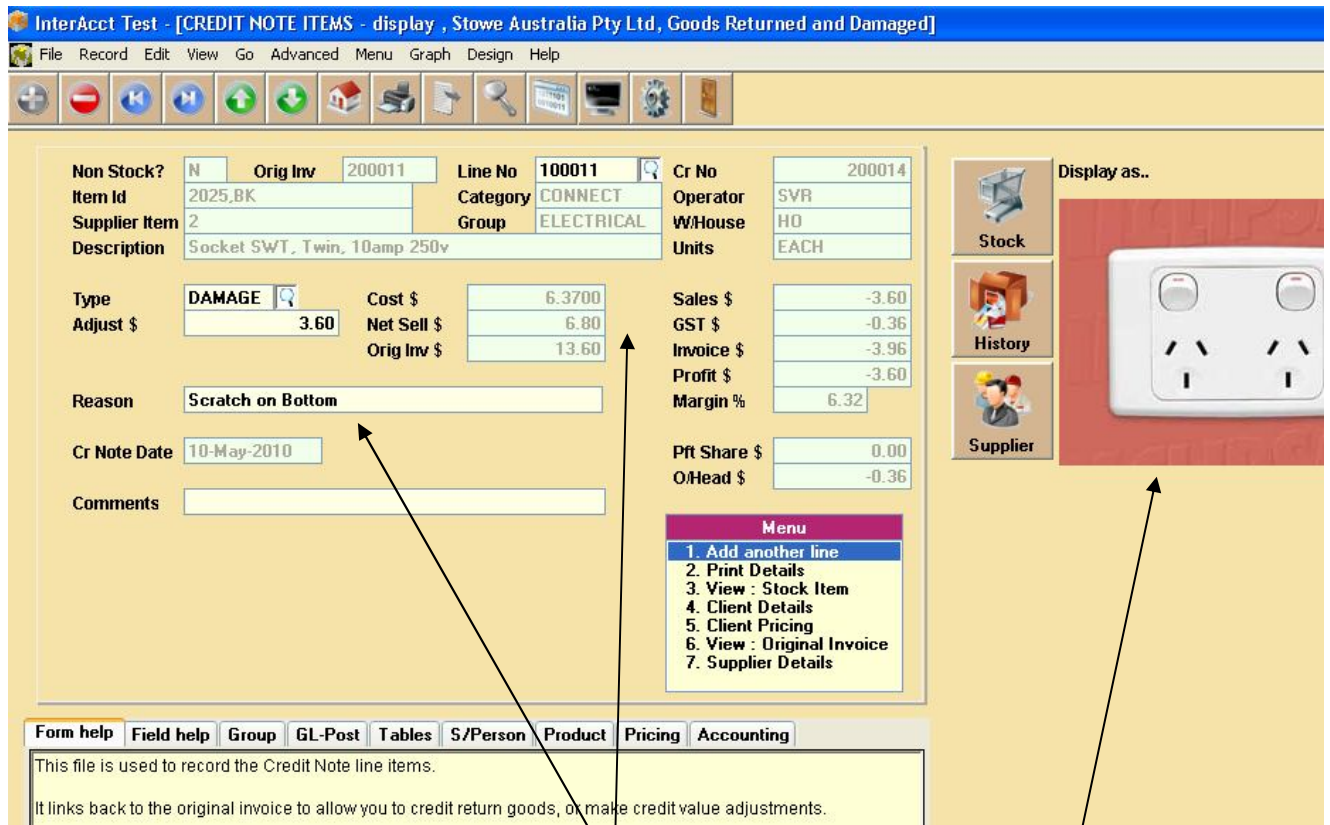 InterAcct Test - [CREDIT NOTE ITEMS - display , Stowe Australia Pty Ltd, Goods Returned and Damaged]
File Record Edit View Go Advanced Menu Graph Design Help
Non Stock? N Orig Inv 200011 Line No 100011 Cr No 200014
Item Id 2025,BK Category CONNECT Operator SVR
Supplier Item 2 Group ELECTRICAL W/House HO
Description Socket SWT, Twin, 10amp 250v Units EACH
Type DAMAGE Cost $ 6.3700 Sales $ -3.60
Adjust $ 3.60 Net Sell $ 6.80 GST $ -0.36
Orig Inv $ 13.60 Invoice $ -3.96
Profit $ -3.60
Reason Scratch on Bottom Margin % 6.32
Cr Note Date 10-May-2010 Pft Share $ 0.00
O/Head $ -0.36
Comments
Menu
1. Add another line
2. Print Details
3. View : Stock Item
4. Client Details
5. Client Pricing
6. View : Original Invoice
7. Supplier Details
Stock
History
Supplier
Display as..
Form help Field help Group GL-Post Tables S/Person Product Pricing Accounting
This file is used to record the Credit Note line items.
It links back to the original invoice to allow you to credit return goods, or make credit value adjustments.